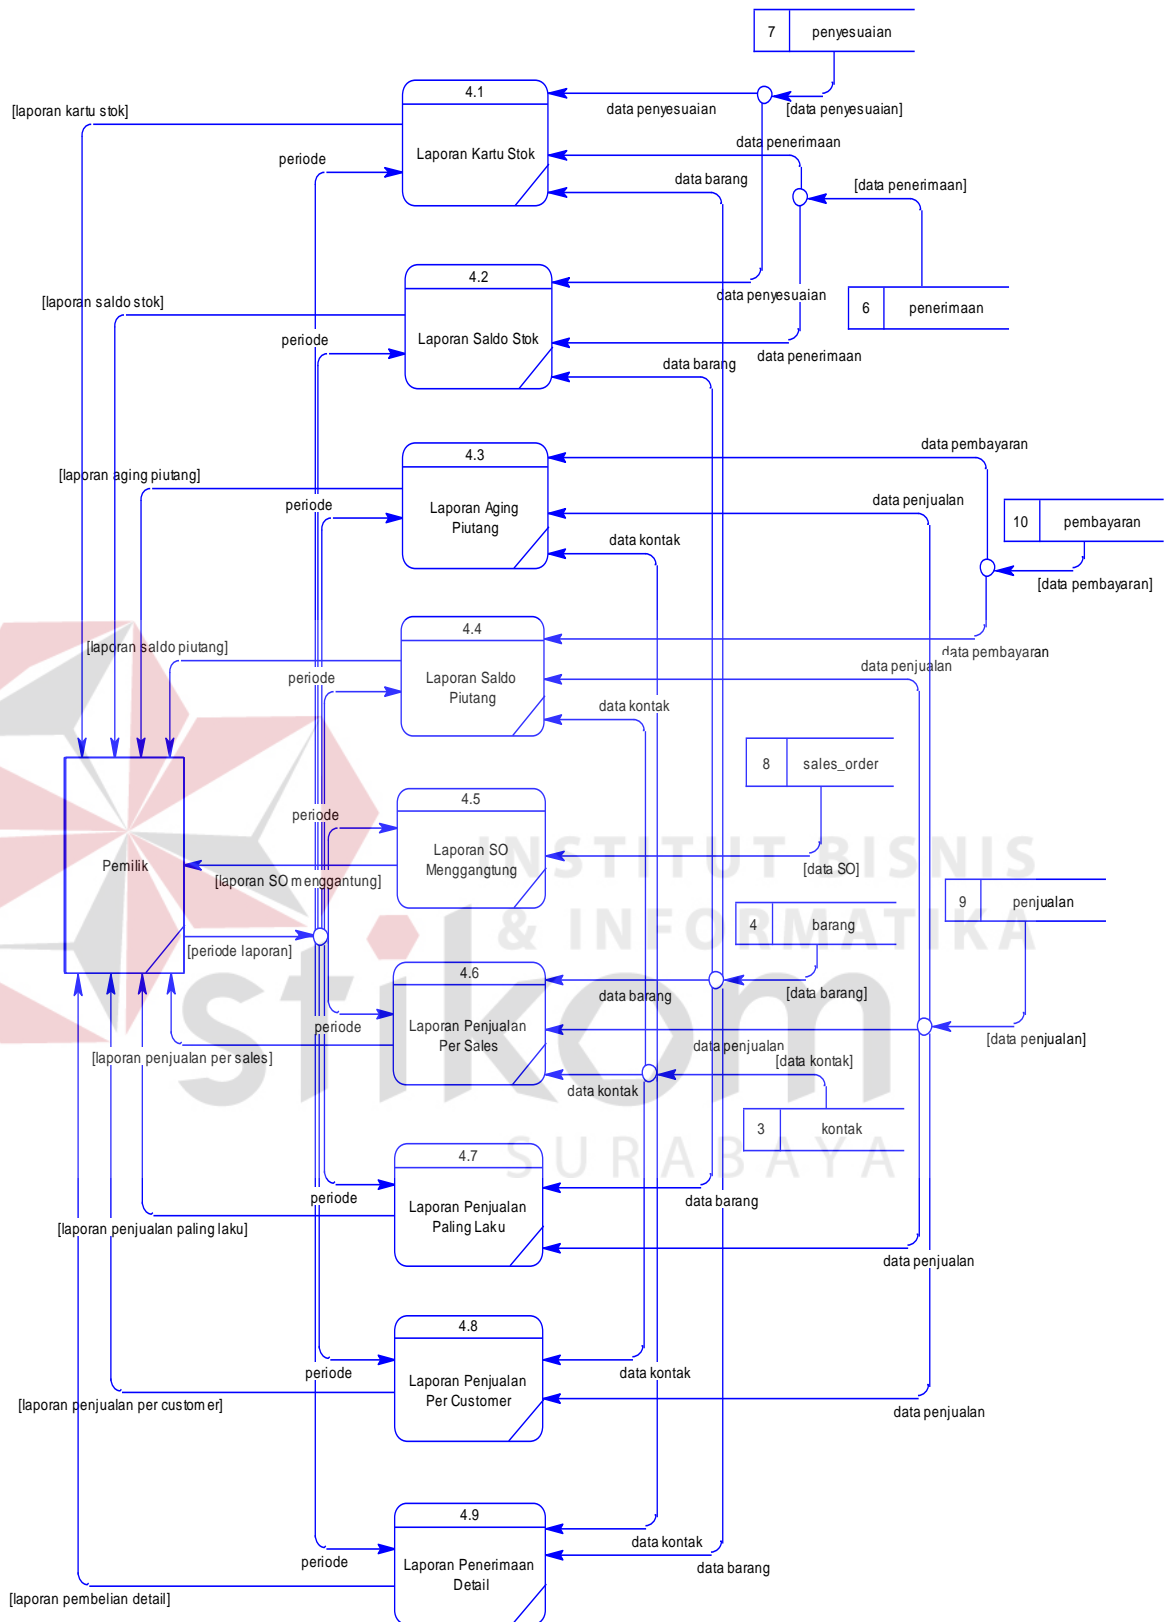 7 penyesuaian
4.1
[laporan kartu stok]
data penyesuaian
[data penyesuaian]
Laporan Kartu Stok
data penerimaan
periode
data barang
[data penerimaan]
4.2
[laporan saldo stok]
data penyesuaian
6 penerimaan
Laporan Saldo Stok
periode
data penerimaan
data barang
4.3
data pembayaran
[laporan aging piutang]
periode
Laporan Aging
Piutang
data penjualan
10 pembayaran
data kontak
[data pembayaran]
4.4
[laporan saldo piutang]
data pembayaran
data penjualan
periode
Laporan Saldo
Piutang
data kontak
8 sales_order
4.5
periode
Laporan SO
Menggangtung
INSTITUT BISNIS
Pemilik
[data SO]
[laporan SO menggantung]
9 penjualan
4 barang
& INFORMATIKA
[periode laporan]
4.6
data barang
[data barang]
stikom
periode
Laporan Penjualan
Per Sales
[data penjualan]
data penjualan
[laporan penjualan per sales]
[data kontak]
data kontak
3 kontak
4.7
SURABAYA
periode
data barang
Laporan Penjualan
Paling Laku
[laporan penjualan paling laku]
data penjualan
4.8
periode
data kontak
Laporan Penjualan
Per Customer
[laporan penjualan per customer]
data penjualan
4.9
data kontak
periode
data barang
Laporan Penerimaan
Detail
[laporan pembelian detail]